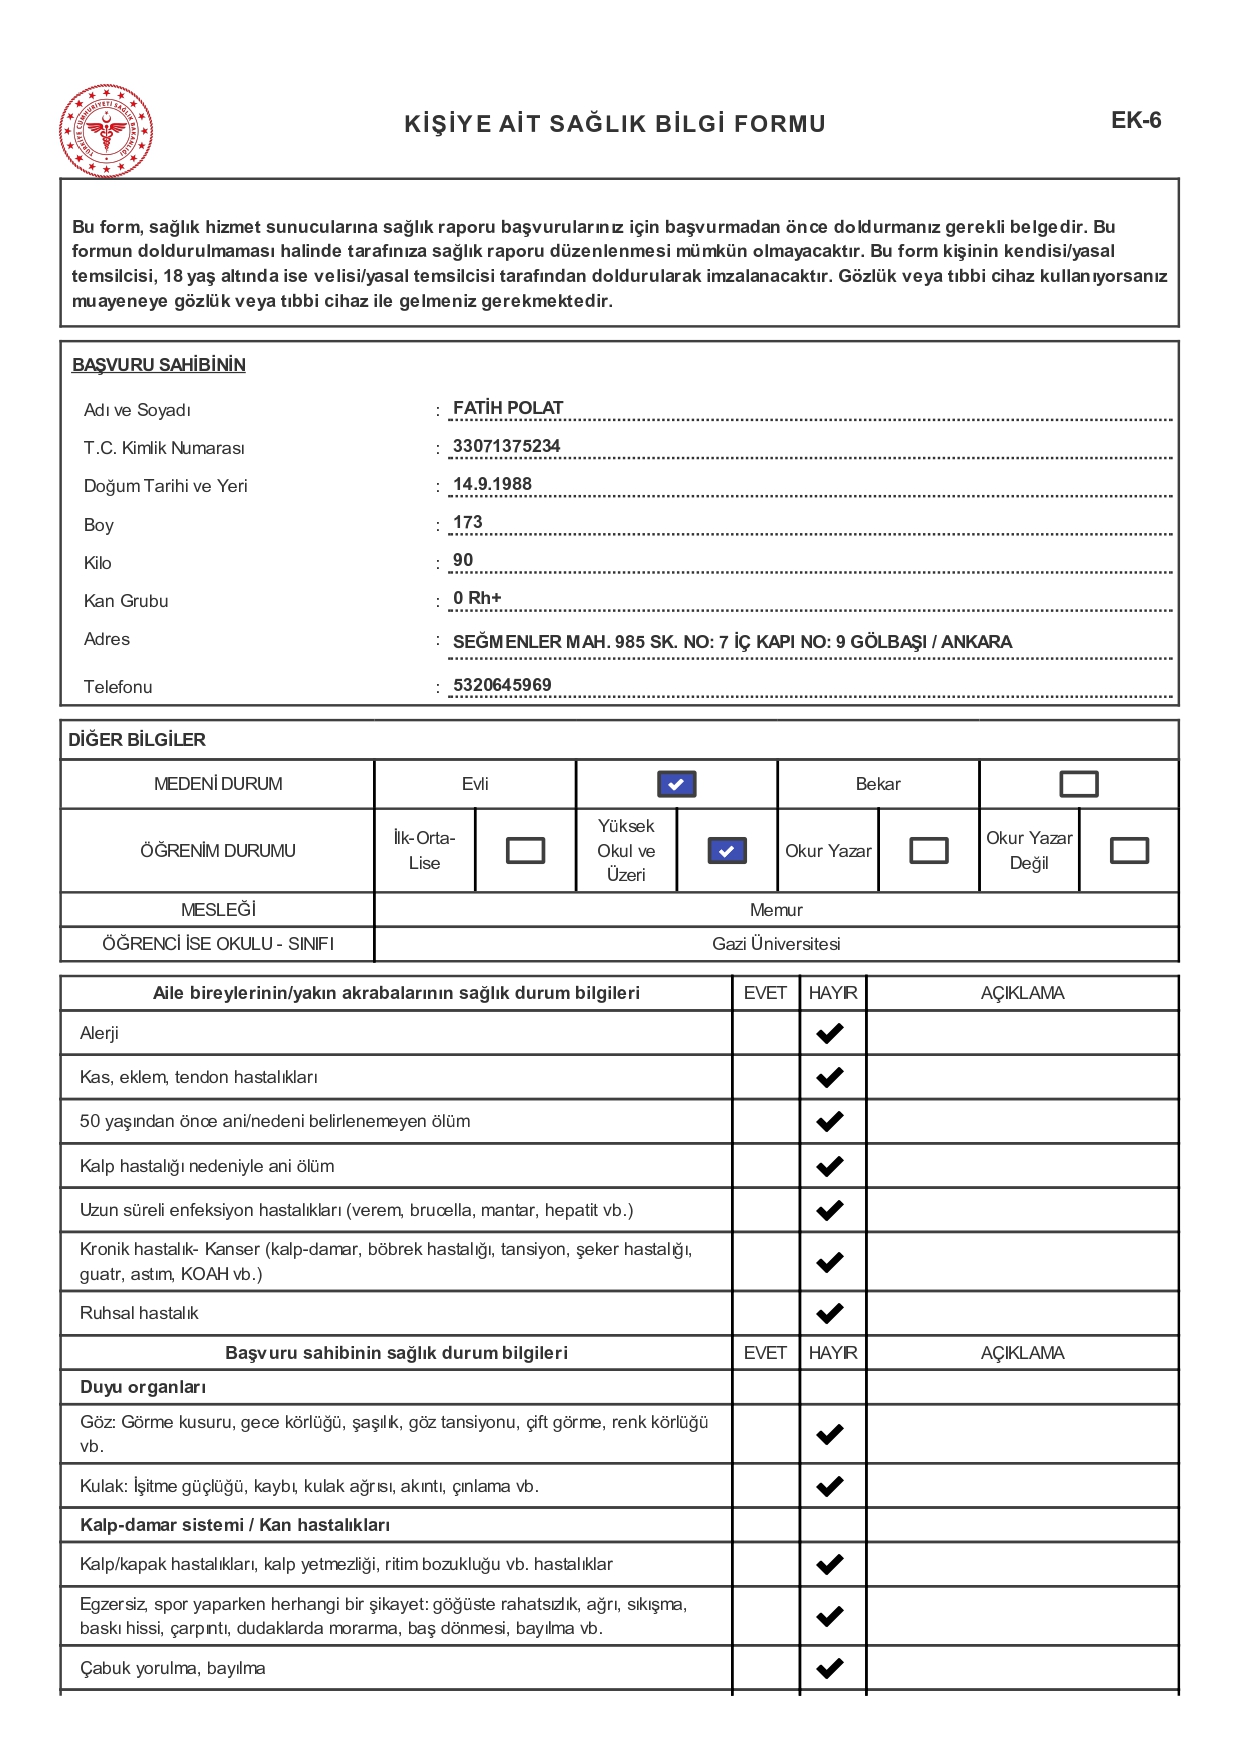 TÜRKİYE CUMHURİYETİ SAĞLIK BAKANLIĞI
KİŞİYE AİT SAĞLIK BİLGİ FORMU
EK-6
Bu form, sağlık hizmet sunucularına sağlık raporu başvurularınız için başvurmadan önce doldurmanız gerekli belgedir. Bu
formun doldurulmaması halinde tarafınıza sağlık raporu düzenlenmesi mümkün olmayacaktır. Bu form kişinin kendisi/yasal
temsilcisi, 18 yaş altında ise velisi/yasal temsilcisi tarafından doldurularak imzalanacaktır. Gözlük veya tıbbi cihaz kullanıyorsanız
muayeneye gözlük veya tıbbi cihaz ile gelmeniz gerekmektedir.
BAŞVURU SAHİBİNİN
Adı ve Soyadı : FATİH POLAT
T.C. Kimlik Numarası : 33071375234
Doğum Tarihi ve Yeri : 14.9.1988
Boy : 173
Kilo : 90
Kan Grubu : 0 Rh+
Adres : SEĞMENLER MAH. 985 SK. NO: 7 İÇ KAPI NO: 9 GÖLBAŞI / ANKARA
Telefonu : 5320645969
DİĞER BİLGİLER
MEDENİ DURUM Evli Bekar
ÖĞRENİM DURUMU
İlk-Orta-
Lise
Yüksek
Okul ve
Üzeri
Okur Yazar
Okur Yazar
Değil
MESLEĞİ Memur
ÖĞRENCİ İSE OKULU - SINIFI Gazi Üniversitesi
Aile bireylerinin/yakın akrabalarının sağlık durum bilgileri EVET HAYIR AÇIKLAMA
Alerji
Kas, eklem, tendon hastalıkları
50 yaşından önce ani/nedeni belirlenemeyen ölüm
Kalp hastalığı nedeniyle ani ölüm
Uzun süreli enfeksiyon hastalıkları (verem, brucella, mantar, hepatit vb.)
Kronik hastalık- Kanser (kalp-damar, böbrek hastalığı, tansiyon, şeker hastalığı,
guatr, astım, KOAH vb.)
Ruhsal hastalık
Başvuru sahibinin sağlık durum bilgileri EVET HAYIR AÇIKLAMA
Duyu organları
Göz: Görme kusuru, gece körlüğü, şaşılık, göz tansiyonu, çift görme, renk körlüğü
vb.
Kulak: İşitme güçlüğü, kaybı, kulak ağrısı, akıntı, çınlama vb.
Kalp-damar sistemi / Kan hastalıkları
Kalp/kapak hastalıkları, kalp yetmezliği, ritim bozukluğu vb. hastalıklar
Egzersiz, spor yaparken herhangi bir şikayet: göğüste rahatsızlık, ağrı, sıkışma,
baskı hissi, çarpıntı, dudaklarda morarma, baş dönmesi, bayılma vb.
Çabuk yorulma, bayılma